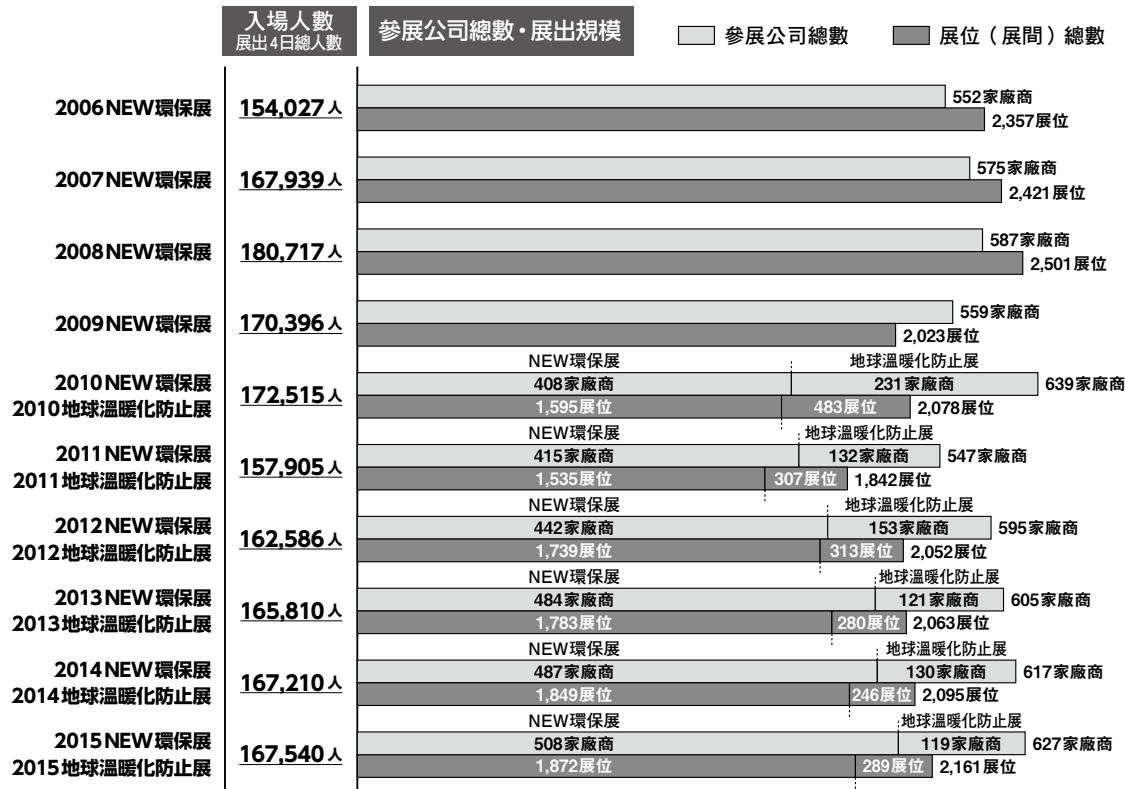 入場人數
展出4日總人數
參展公司總數・展出規模
參展公司總數
展位（展間）總數
2006NEW環保展
154,027人
552家廠商
2,357展位
2007NEW環保展
167,939人
575家廠商
2,421展位
2008NEW環保展
180,717人
587家廠商
2,501展位
2009NEW環保展
170,396人
559家廠商
2,023展位
NEW環保展 地球溫暖化防止展
2010NEW環保展
2010地球溫暖化防止展
172,515人
408家廠商 231家廠商 639家廠商
1,595展位 483展位 2,078展位
NEW環保展 地球溫暖化防止展
2011NEW環保展
2011地球溫暖化防止展
157,905人
415家廠商 132家廠商 547家廠商
1,535展位 307展位 1,842展位
NEW環保展 地球溫暖化防止展
2012NEW環保展
2012地球溫暖化防止展
162,586人
442家廠商 153家廠商 595家廠商
1,739展位 313展位 2,052展位
NEW環保展 地球溫暖化防止展
2013NEW環保展
2013地球溫暖化防止展
165,810人
484家廠商 121家廠商 605家廠商
1,783展位 280展位 2,063展位
NEW環保展 地球溫暖化防止展
2014NEW環保展
2014地球溫暖化防止展
167,210人
487家廠商 130家廠商 617家廠商
1,849展位 246展位 2,095展位
NEW環保展 地球溫暖化防止展
2015NEW環保展
2015地球溫暖化防止展
167,540人
508家廠商 119家廠商 627家廠商
1,872展位 289展位 2,161展位